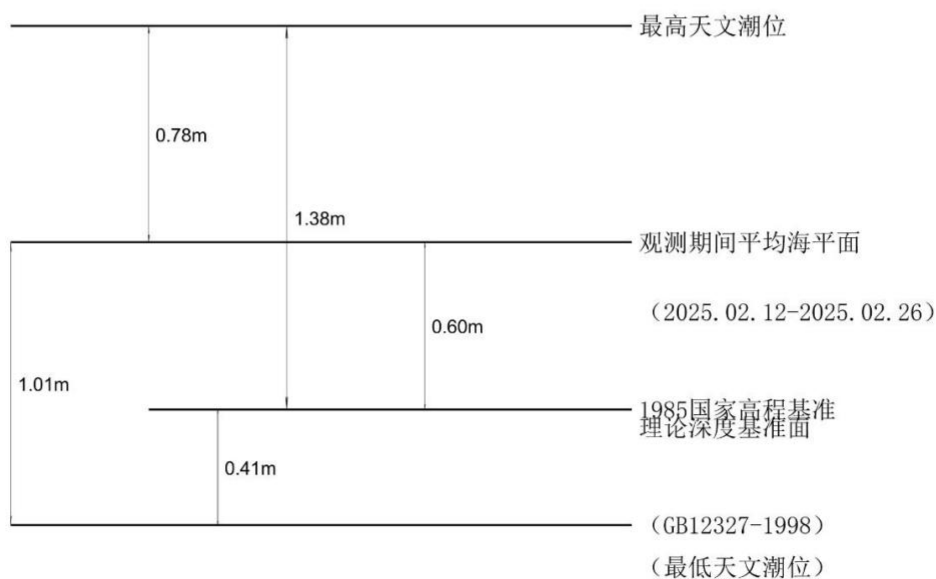 最高天文潮位
0.78m
1.38m
观测期间平均海平面
（2025.02.12-2025.02.26）
0.60m
1.01m
1985国家高程基准
理论深度基准面
0.41m
（GB12327-1998）
（最低天文潮位）